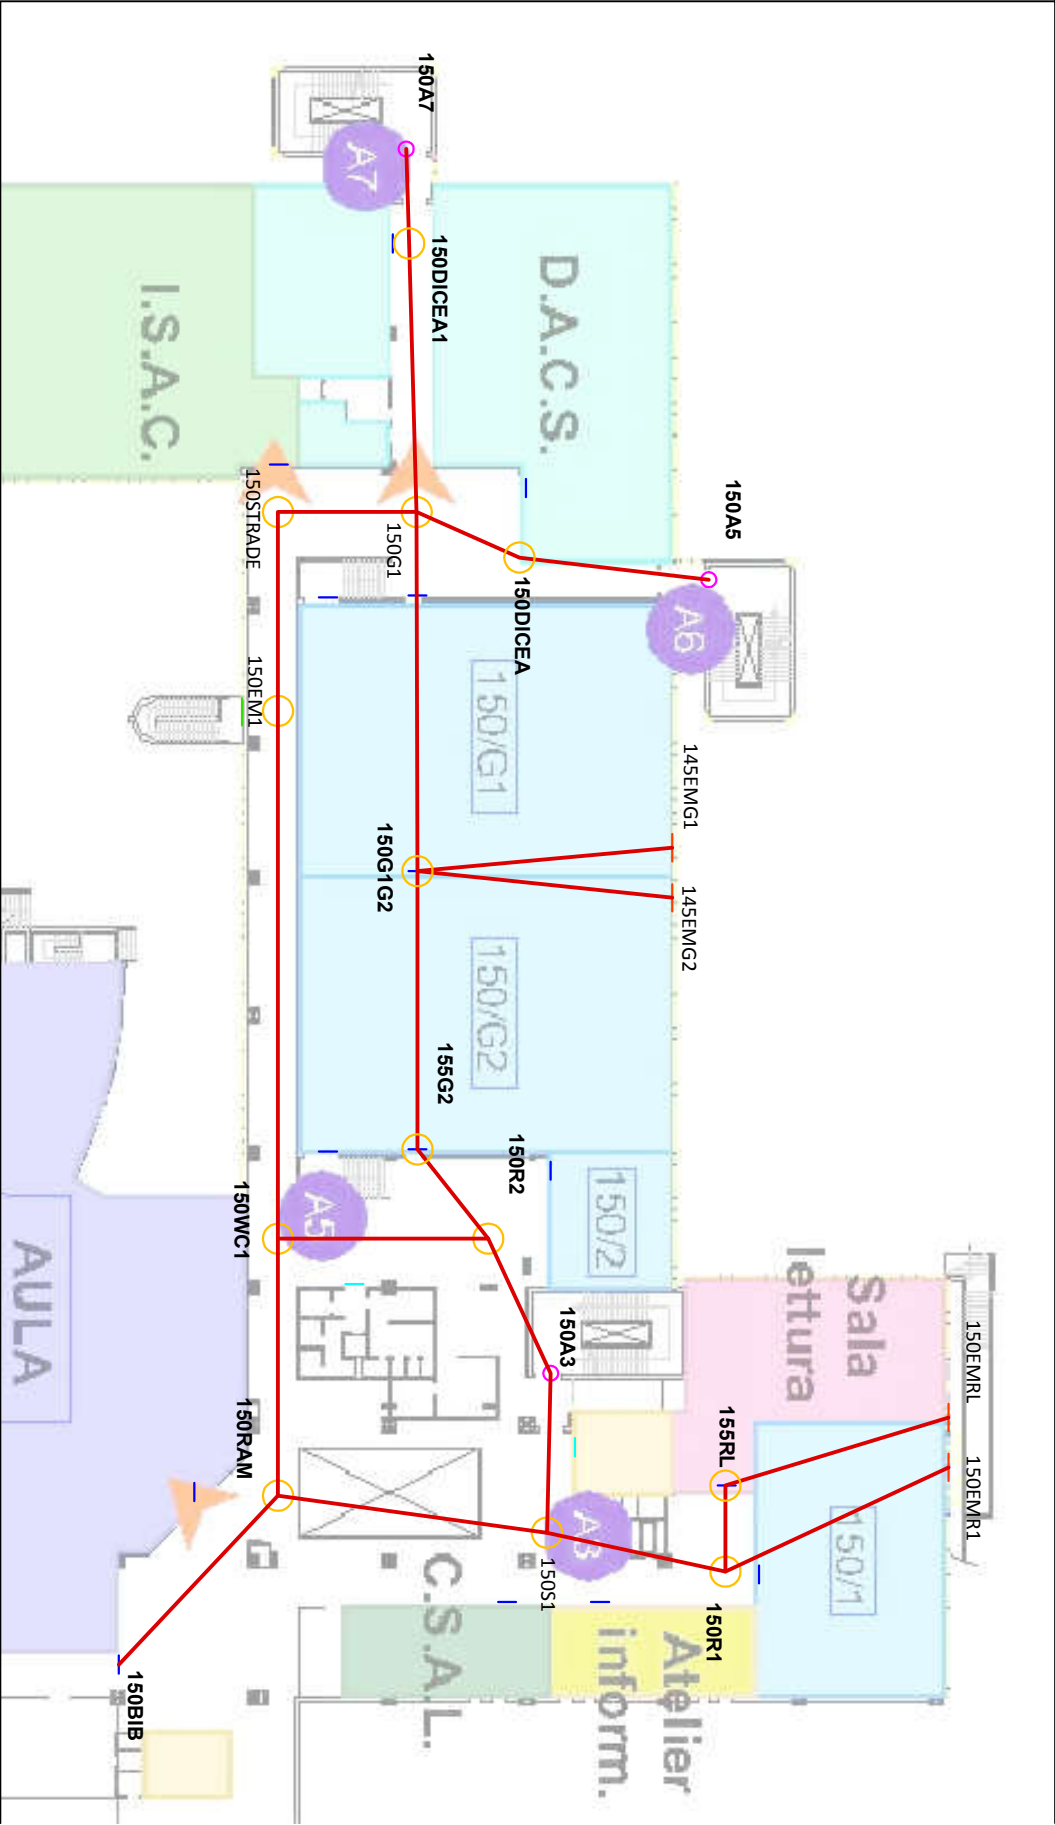 150A7
A7
150DICEA1
D.A.C.S.
I.S.A.C.
150STRADE
150G1
150A5
A6
150DICEA
150EM1
150/G1
145EMG1
150G1G2
145EMG2
150/G2
155G2
150R2
150/2
150WC1
A5
AULA
Sala
lettura
150A3
150EMRL
150RAM
155RL
150EMR1
150/1
A3
150S1
C.S.A.L.
150R1
Atelier
inform.
150BIB